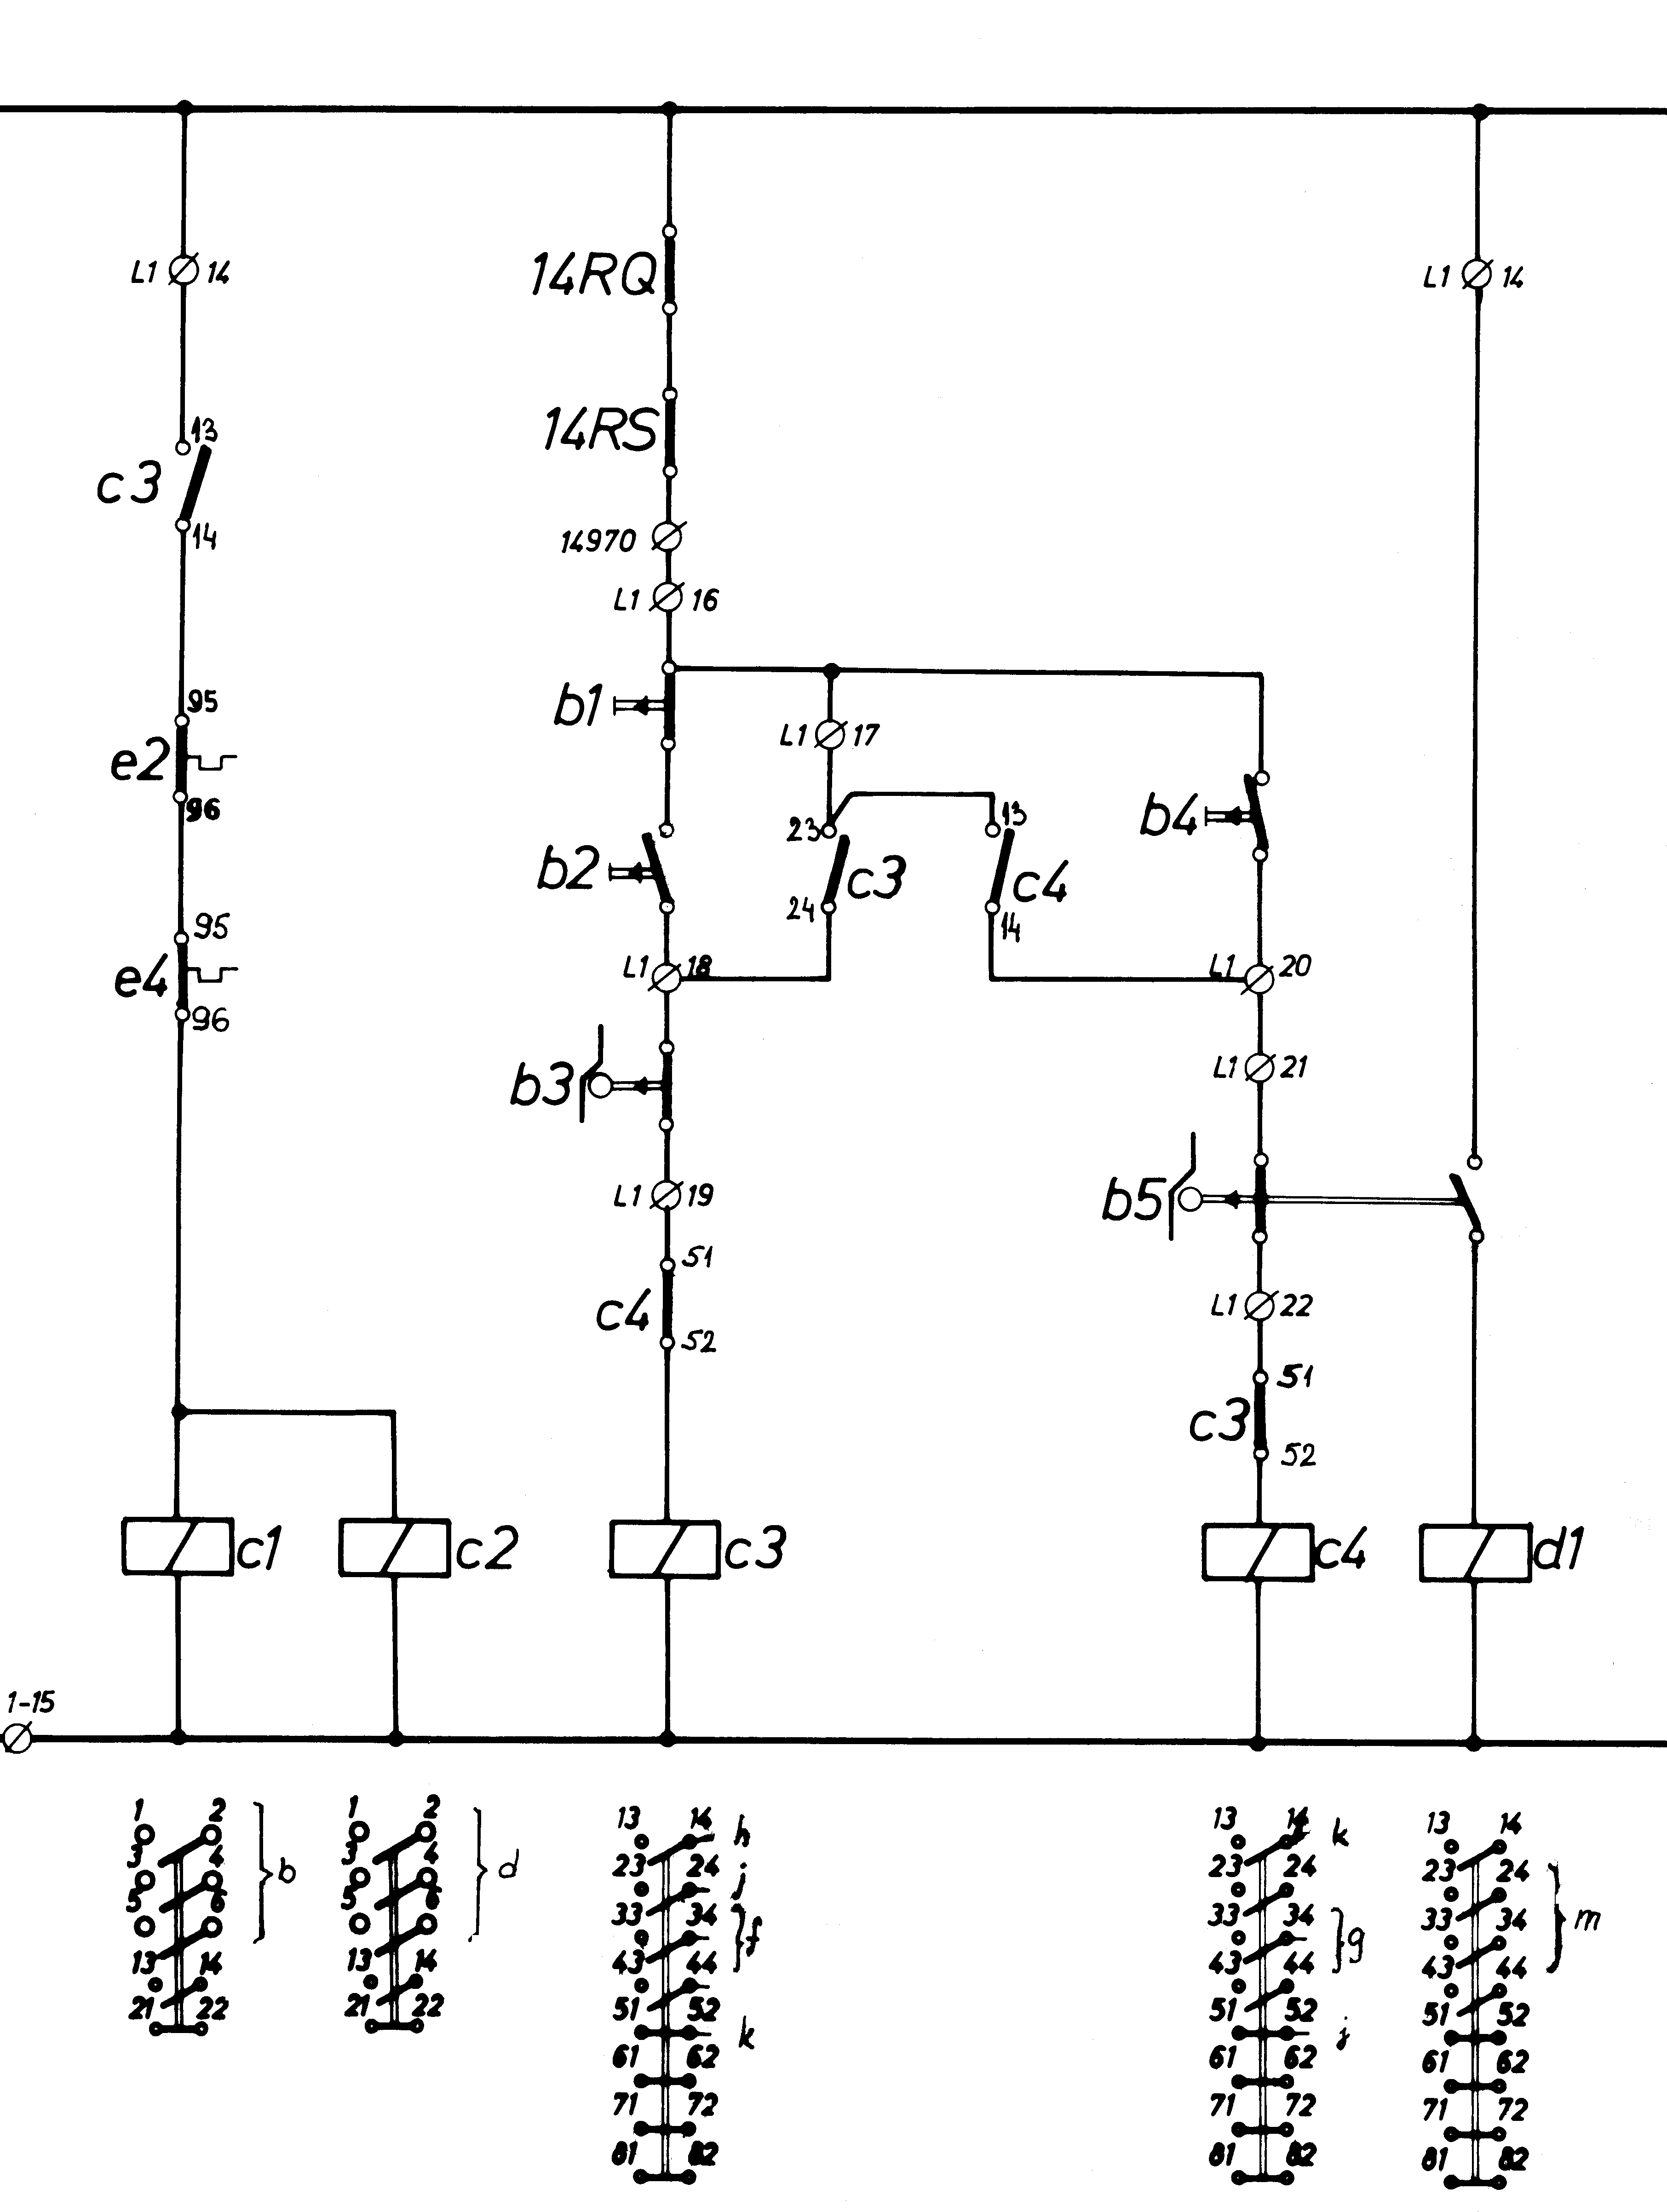 L1 14
14RQ
L1 14
13
c3
14
14RS
14970
L1 16
95
e2
96
b1
L1 17
b4
b2
23
c3
24
13
c4
14
95
e4
96
L1 18
L1 20
b3
L1 21
L1 19
b5
51
c4
52
L1 22
51
c3
52
c1
c2
c3
c4
d1
1-15
1 2
3 4
5 6
13 14
21 22
b
1 2
3 4
5 6
13 14
21 22
d
13 14 h
23 24 j
33 34 f
43 44
51 52 k
61 62
71 72
81 82
13 14 k
23 24
33 34 g
43 44
51 52 j
61 62
71 72
81 82
13 14
23 24
33 34 m
43 44
51 52
61 62
71 72
81 82